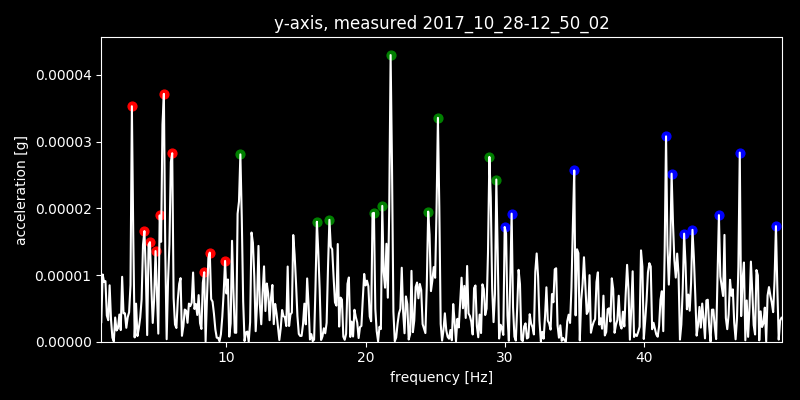 y-axis, measured 2017_10_28-12_50_02
acceleration [g]
0.00004
0.00003
0.00002
0.00001
0.00000
10 20 30 40
frequency [Hz]